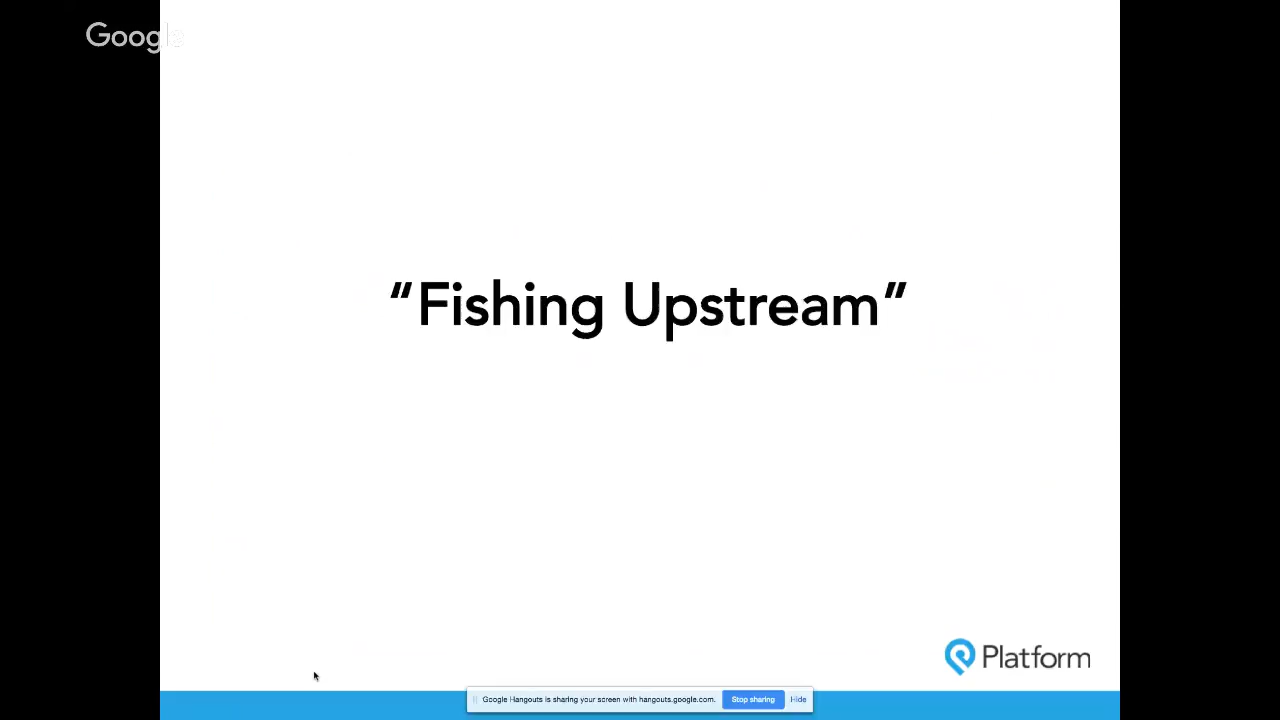 Google
“Fishing Upstream”
Platform
Google Hangouts is sharing your screen with hangouts.google.com. Stop sharing Hide